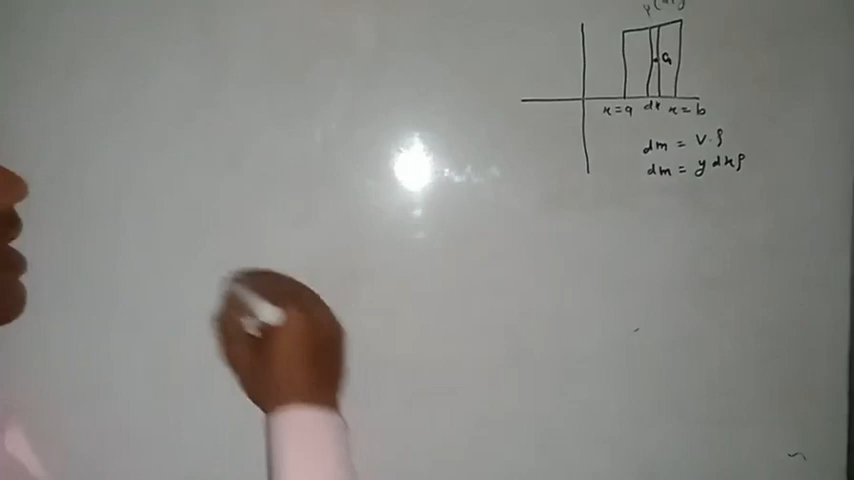 G
x=a dx x=b
dm = V·ρ
dm = y dx ρ